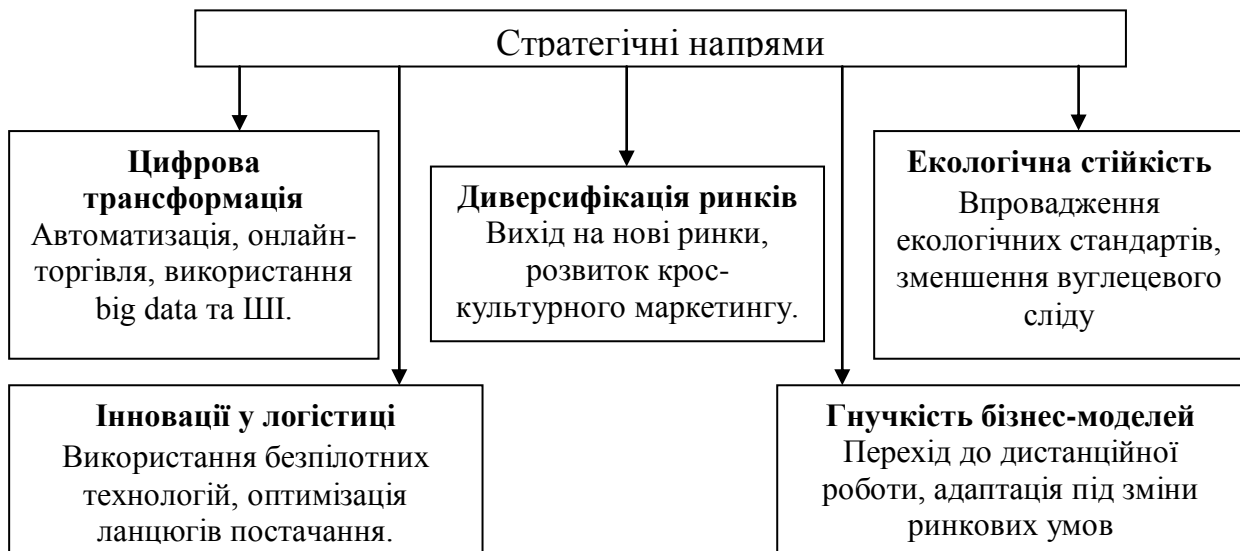 Стратегічні напрями
Цифрова
трансформація
Автоматизація, онлайн-
торгівля, використання
big data та ШІ.
Диверсифікація ринків
Вихід на нові ринки,
розвиток крос-
культурного маркетингу.
Екологічна стійкість
Впровадження
екологічних стандартів,
зменшення вуглецевого
сліду
Інновації у логістиці
Використання безпілотних
технологій, оптимізація
ланцюгів постачання.
Гнучкість бізнес-моделей
Перехід до дистанційної
роботи, адаптація під зміни
ринкових умов